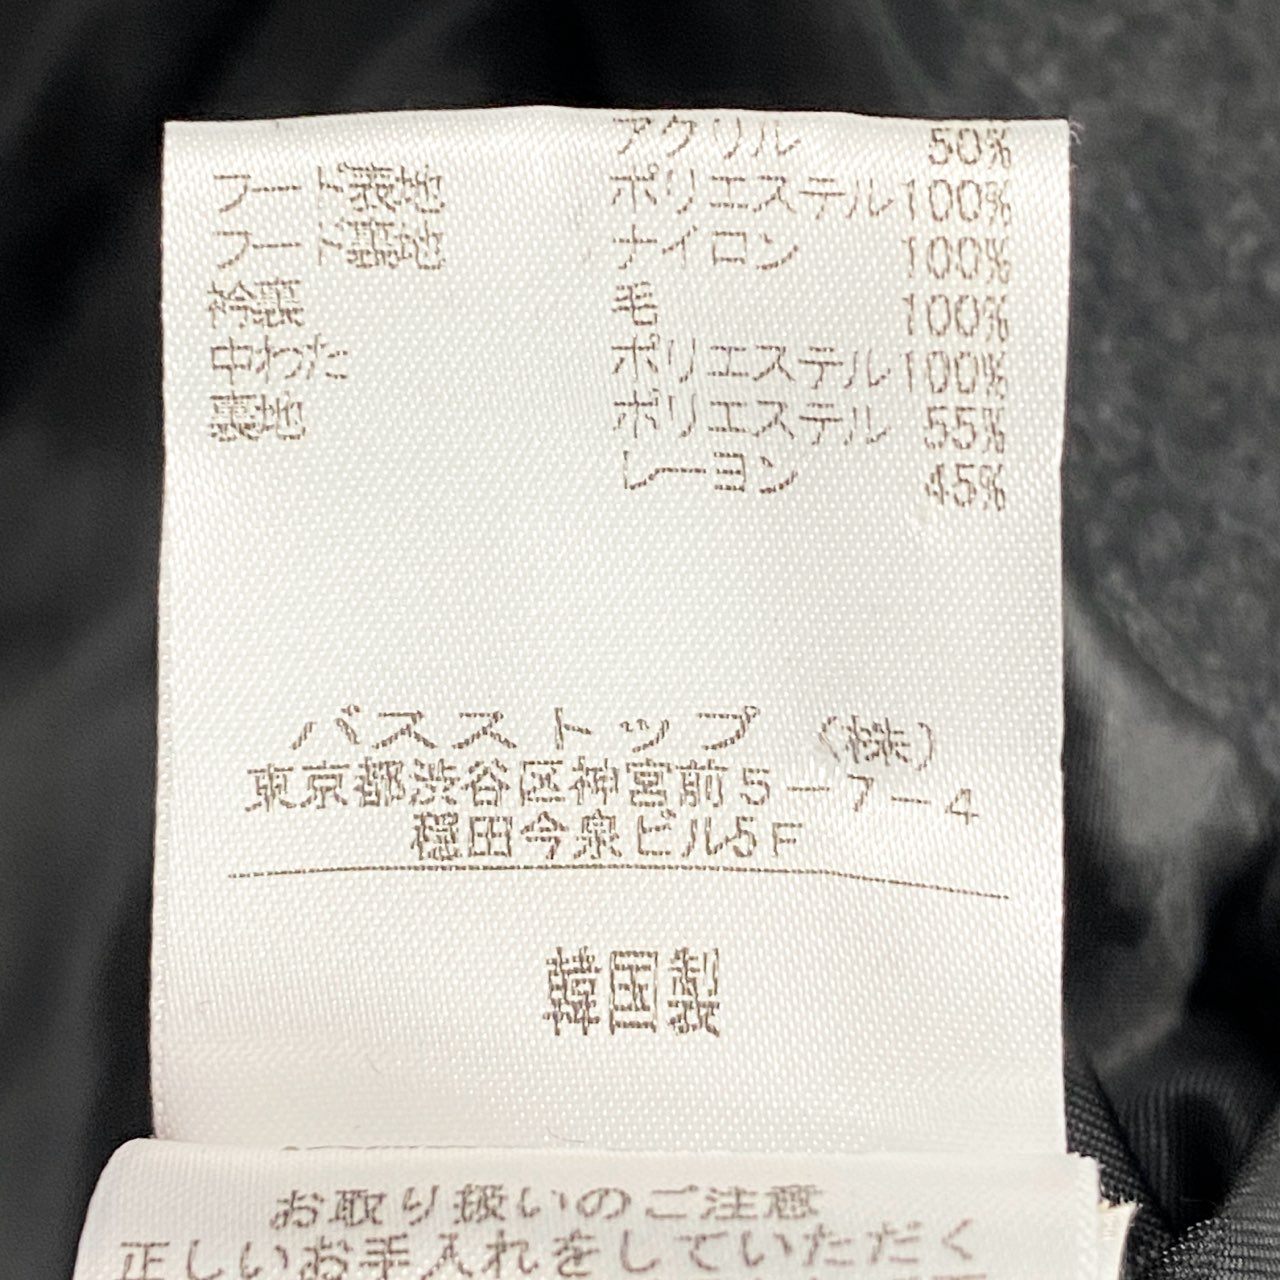 アクリル 50%
フード表地 ポリエステル100%
フード裏地 ナイロン 100%
衿裏 毛 100%
中わた ポリエステル100%
裏地 ポリエステル 55%
レーヨン 45%
バスストップ (株)
東京都渋谷区神宮前5-7-4
穏田今泉ビル5F
韓国製
お取り扱いのご注意
正しいお手入れをしていただく